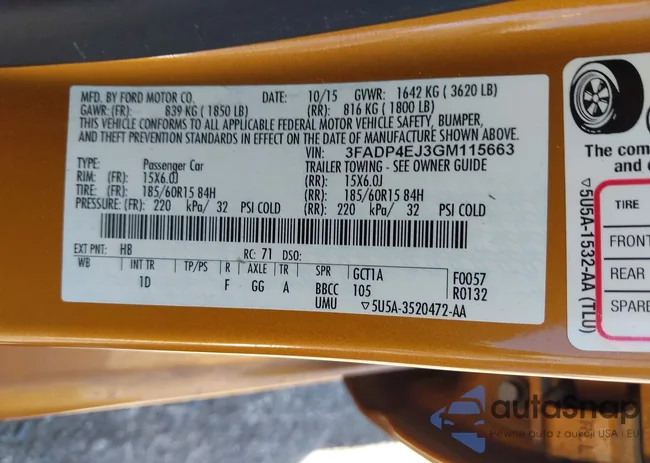 MFD. BY FORD MOTOR CO. DATE: 10/15 GVWR: 1642 KG ( 3620 LB)
GAWR: (FR): 839 KG ( 1850 LB) (RR): 816 KG ( 1800 LB)
THIS VEHICLE CONFORMS TO ALL APPLICABLE FEDERAL MOTOR VEHICLE SAFETY, BUMPER,
AND THEFT PREVENTION STANDARDS IN EFFECT ON THE DATE OF MANUFACTURE SHOWN ABOVE.
VIN: 3FADP4EJ3GM115663
TYPE: Passenger Car TRAILER TOWING - SEE OWNER GUIDE
RIM: (FR): 15X6.0J (RR): 15X6.0J
TIRE: (FR): 185/60R15 84H (RR): 185/60R15 84H
PRESSURE: (FR): 220 kPa/ 32 PSI COLD (RR): 220 kPa/ 32 PSI COLD
EXT PNT: HB RC: 71 DSO:
WB INT TR TP/PS R AXLE TR SPR GCT1A F0057
1D F GG A BBCC 105 R0132
UMU ▽5U5A-3520472-AA
The com
and
▽5U5A-1532-AA (TLU)
TIRE
FRONT
REAR
SPARE
autoSnap
pewne auto z aukcji USA i EU